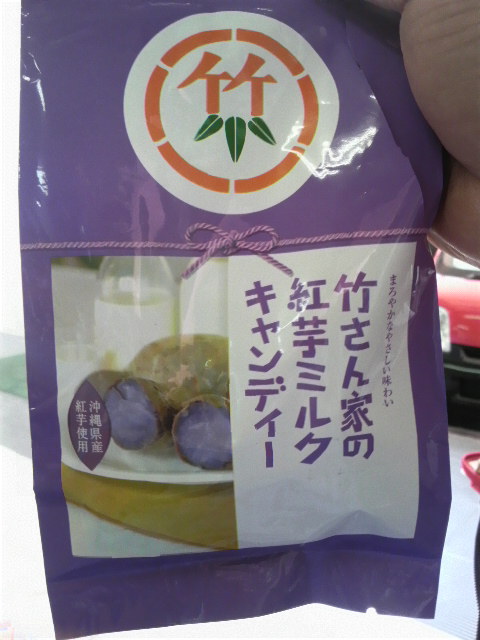 竹
まろやかなやさしい味わい
竹さん家の
紅芋ミルク
キャンディー
沖縄県産
紅芋使用